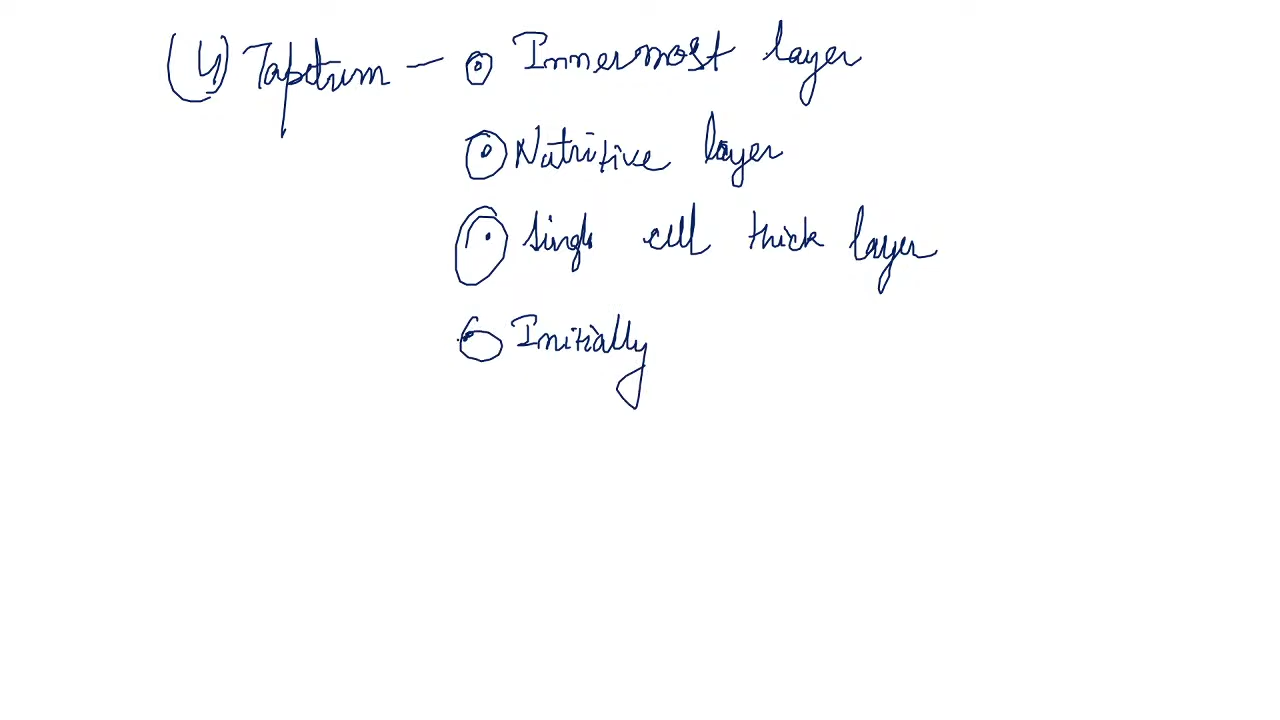 (4) Tapetum - Innermost layer
Nutritive layer
Single cell thick layer
Initially